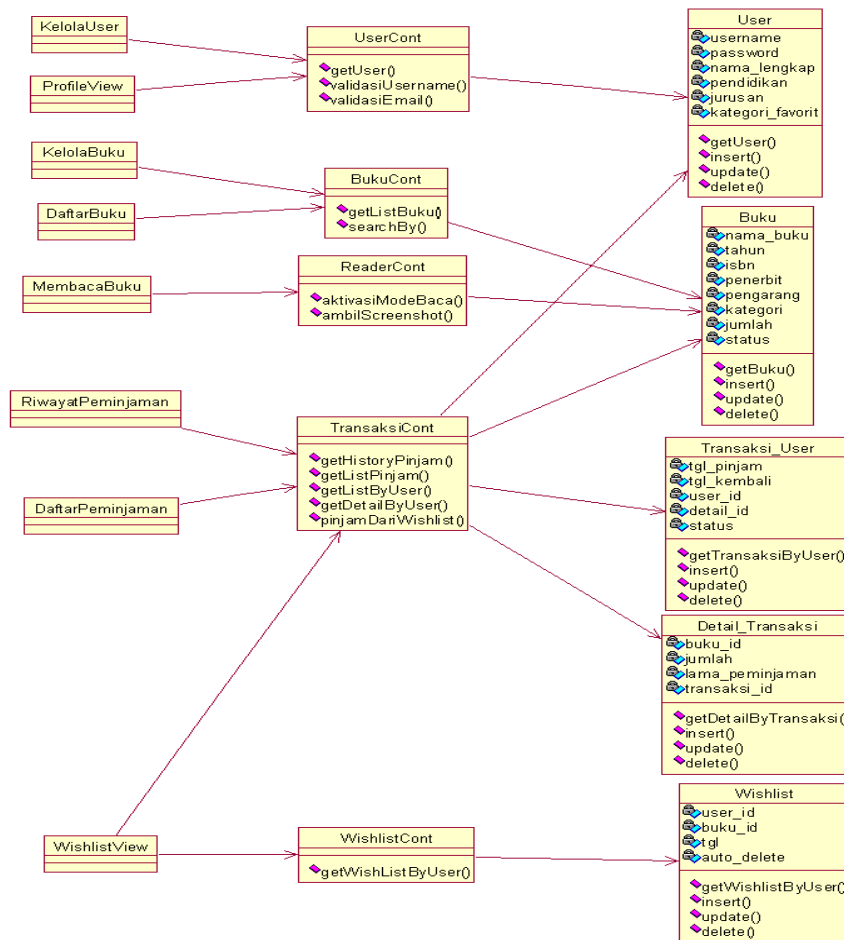 KelolaUser
ProfileView
KelolaBuku
DaftarBuku
MembacaBuku
RiwayatPeminjaman
DaftarPeminjaman
WishlistView
UserCont
getUser()
validasiUsername()
validasiEmail()
BukuCont
getListBuku()
searchBy()
ReaderCont
aktivasiModeBaca()
ambilScreenshot()
TransaksiCont
getHistoryPinjam()
getListPinjam()
getListByUser()
getDetailByUser()
pinjamDariWishlist()
WishlistCont
getWishListByUser()
User
username
password
nama_lengkap
pendidikan
jurusan
kategori_favorit
getUser()
insert()
update()
delete()
Buku
nama_buku
tahun
isbn
penerbit
pengarang
kategori
jumlah
status
getBuku()
insert()
update()
delete()
Transaksi_User
tgl_pinjam
tgl_kembali
user_id
detail_id
status
getTransaksiByUser()
insert()
update()
delete()
Detail_Transaksi
buku_id
jumlah
lama_peminjaman
transaksi_id
getDetailByTransaksi()
insert()
update()
delete()
Wishlist
user_id
buku_id
tgl
auto_delete
getWishlistByUser()
insert()
update()
delete()